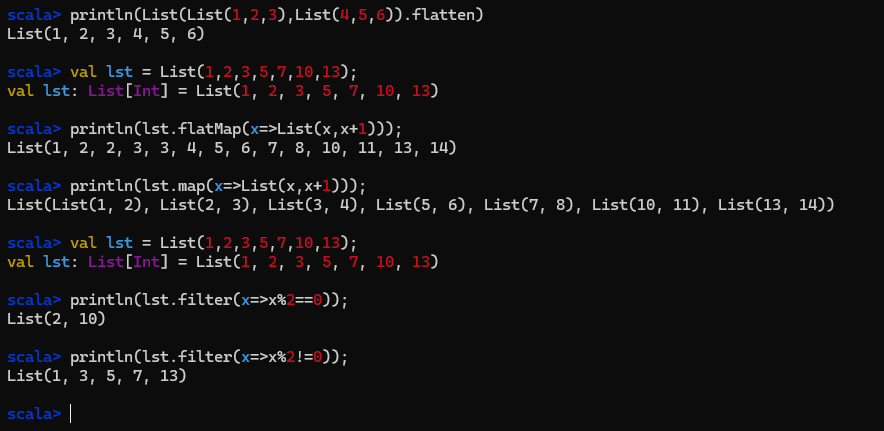 scala> println(List(List(1,2,3),List(4,5,6)).flatten)
List(1, 2, 3, 4, 5, 6)
scala> val lst = List(1,2,3,5,7,10,13);
val lst: List[Int] = List(1, 2, 3, 5, 7, 10, 13)
scala> println(lst.flatMap(x=>List(x,x+1)));
List(1, 2, 2, 3, 3, 4, 5, 6, 7, 8, 10, 11, 13, 14)
scala> println(lst.map(x=>List(x,x+1)));
List(List(1, 2), List(2, 3), List(3, 4), List(5, 6), List(7, 8), List(10, 11), List(13, 14))
scala> val lst = List(1,2,3,5,7,10,13);
val lst: List[Int] = List(1, 2, 3, 5, 7, 10, 13)
scala> println(lst.filter(x=>x%2==0));
List(2, 10)
scala> println(lst.filter(x=>x%2!=0));
List(1, 3, 5, 7, 13)
scala>